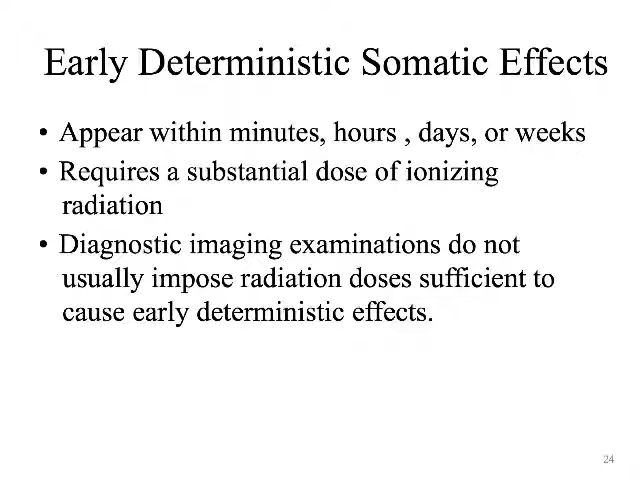 Early Deterministic Somatic Effects
• Appear within minutes, hours , days, or weeks
• Requires a substantial dose of ionizing
radiation
• Diagnostic imaging examinations do not
usually impose radiation doses sufficient to
cause early deterministic effects.
24